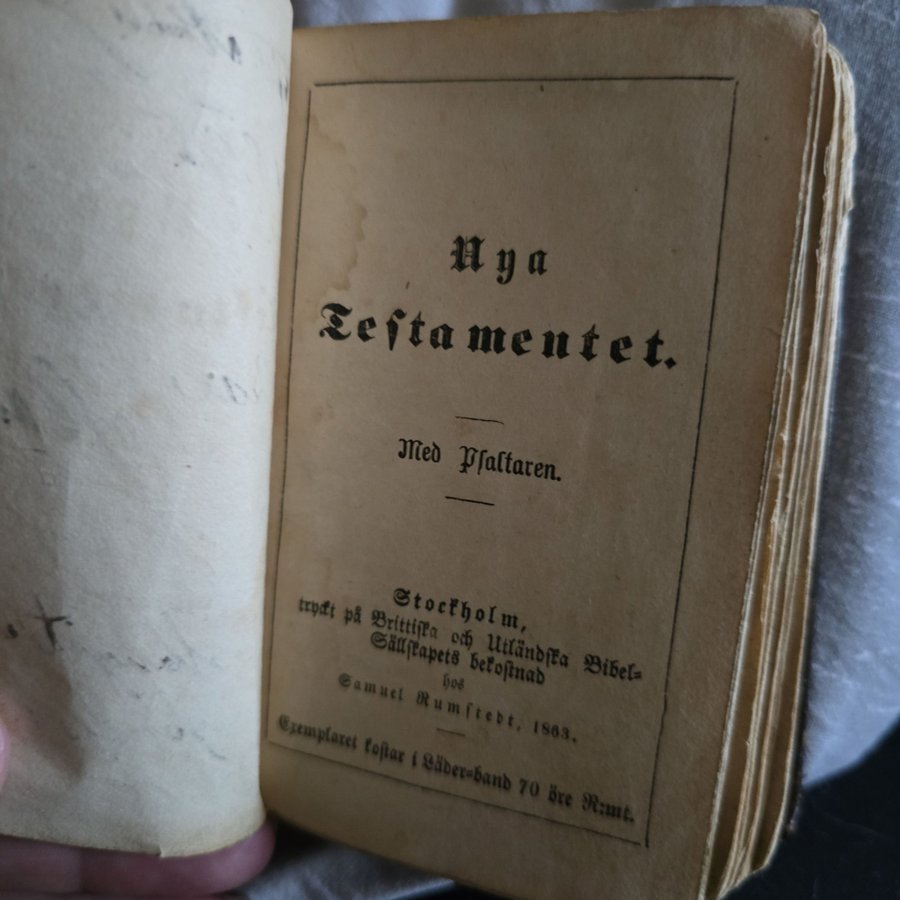 Nya
Testamentet.
Med Psaltaren.
Stockholm,
tryckt på Brittiska och Utländska Bibel-
Sällskapets bekostnad
hos
Samuel Rumstedt, 1863.
Exemplaret kostar i Läder-band 70 öre R:mt.